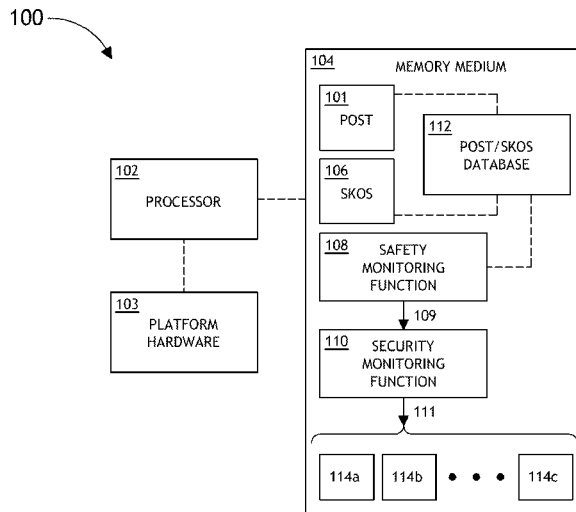 100
104
MEMORY MEDIUM
101
POST
112
POST/SKOS
DATABASE
102
PROCESSOR
106
SKOS
108
SAFETY
MONITORING
FUNCTION
103
PLATFORM
HARDWARE
109
110
SECURITY
MONITORING
FUNCTION
111
114a
114b
114c